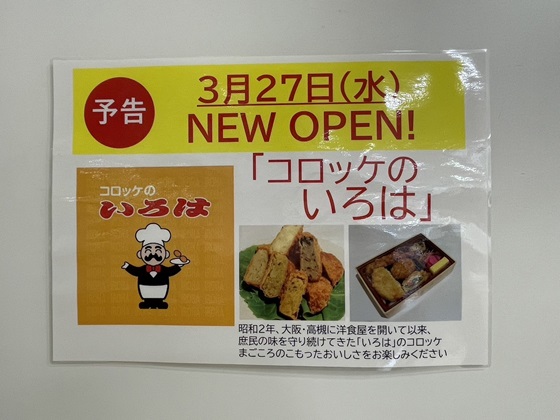 予告
3月27日(水)
NEW OPEN!
「コロッケの
いろは」
コロッケの
いろは
昭和2年、大阪・高槻に洋食屋を開いて以来、
庶民の味を守り続けてきた「いろは」のコロッケ
まごころのこもったおいしさをお楽しみください